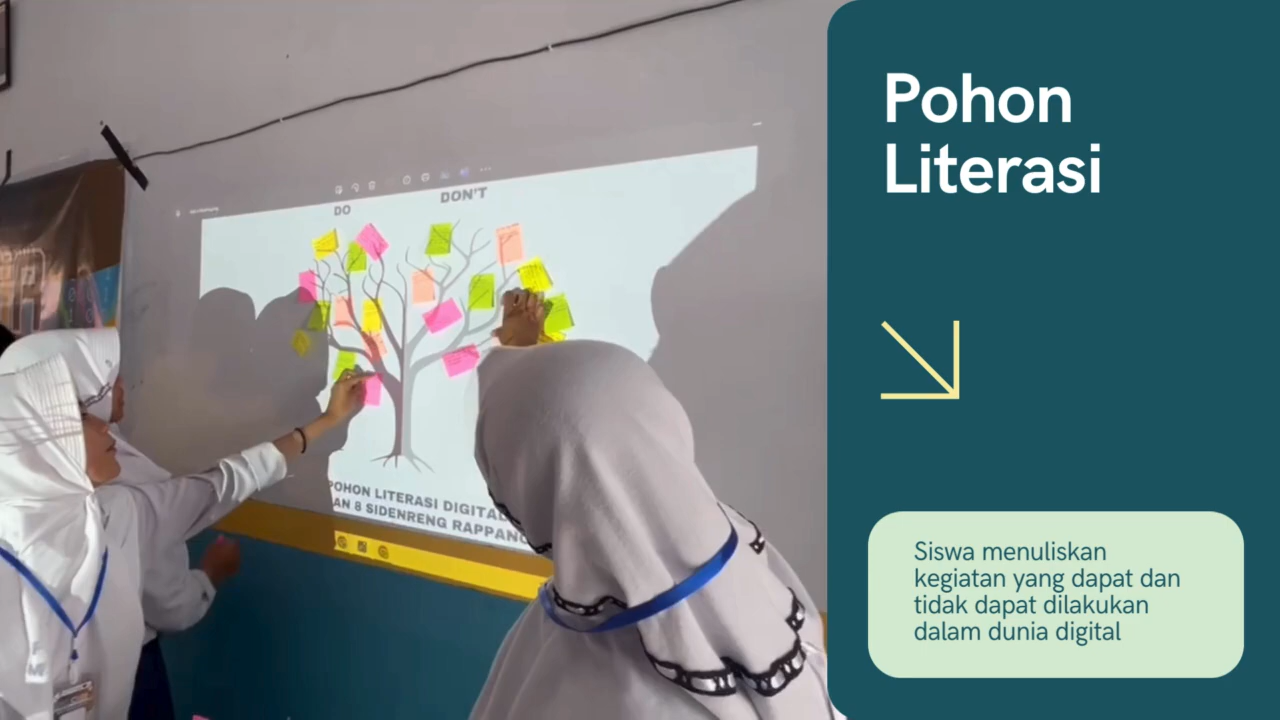 DO
DON'T
POHON LITERASI DIGITAL
AN 8 SIDENRENG RAPPANG
Pohon
Literasi
Siswa menuliskan
kegiatan yang dapat dan
tidak dapat dilakukan
dalam dunia digital